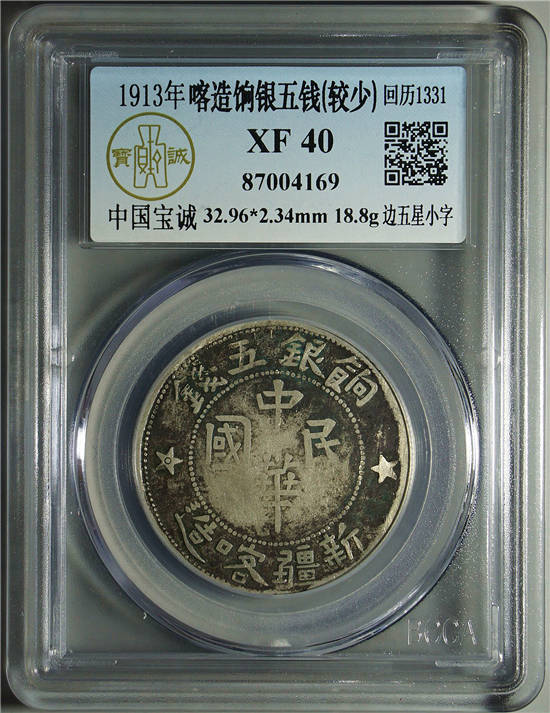 1913年 喀造饷银五钱(较少) 回历1331
XF 40
87004169
寶 誠
中国宝诚 32.96*2.34mm 18.8g 边五星小字
餉銀五錢
中
國 民
華
新疆喀造
BCCA